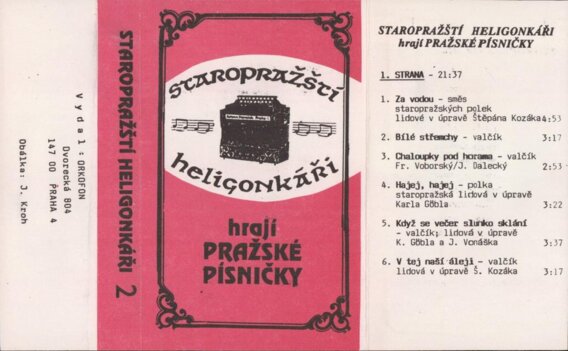 Vydal: ORKOFON
Dvorecká 804
147 00 PRAHA 4
Obálka: J. Kroh
STAROPRAŽŠTÍ HELIGONKÁŘI 2
STAROPRAŽŠTÍ
heligonkáři
hrají
PRAŽSKÉ
PÍSNIČKY
STAROPRAŽŠTÍ HELIGONKÁŘI
hrají PRAŽSKÉ PÍSNIČKY
1. STRANA - 21:37
1. Za vodou - směs
staropražských polek
lidové v úpravě Štěpána Kozáka 4:53
2. Bílé střemchy - valčík 3:17
3. Chaloupky pod horama - valčík
Fr. Voborský/J. Dalecký 2:53
4. Hajej, hajej - polka
staropražská lidová v úpravě
Karla Göbla 3:22
5. Když se večer slunko sklání
- valčík; lidová v úpravě
K. Göbla a J. Vonáška 3:37
6. V tej naší áleji - valčík
lidová v úpravě Š. Kozáka 3:17